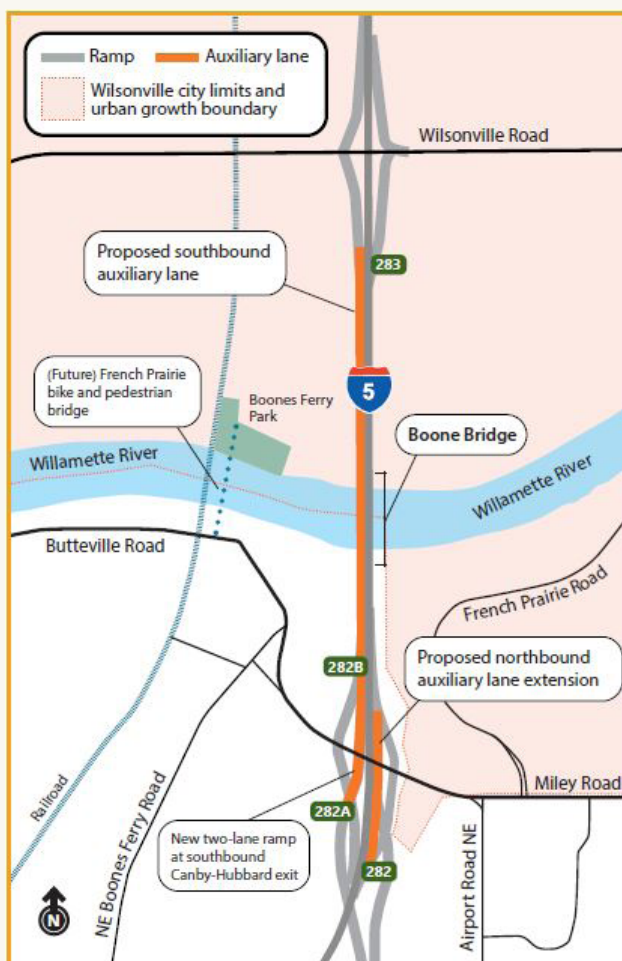 Ramp
Auxiliary lane
Wilsonville city limits and
urban growth boundary
Wilsonville Road
Proposed southbound
auxiliary lane
283
(Future) French Prairie
bike and pedestrian
bridge
Boones Ferry
Park
5
Boone Bridge
Willamette River
Willamette River
Butteville Road
French Prairie Road
282B
Proposed northbound
auxiliary lane extension
Miley Road
Railroad
NE Boones Ferry Road
282A
New two-lane ramp
at southbound
Canby-Hubbard exit
282
Airport Road NE
N